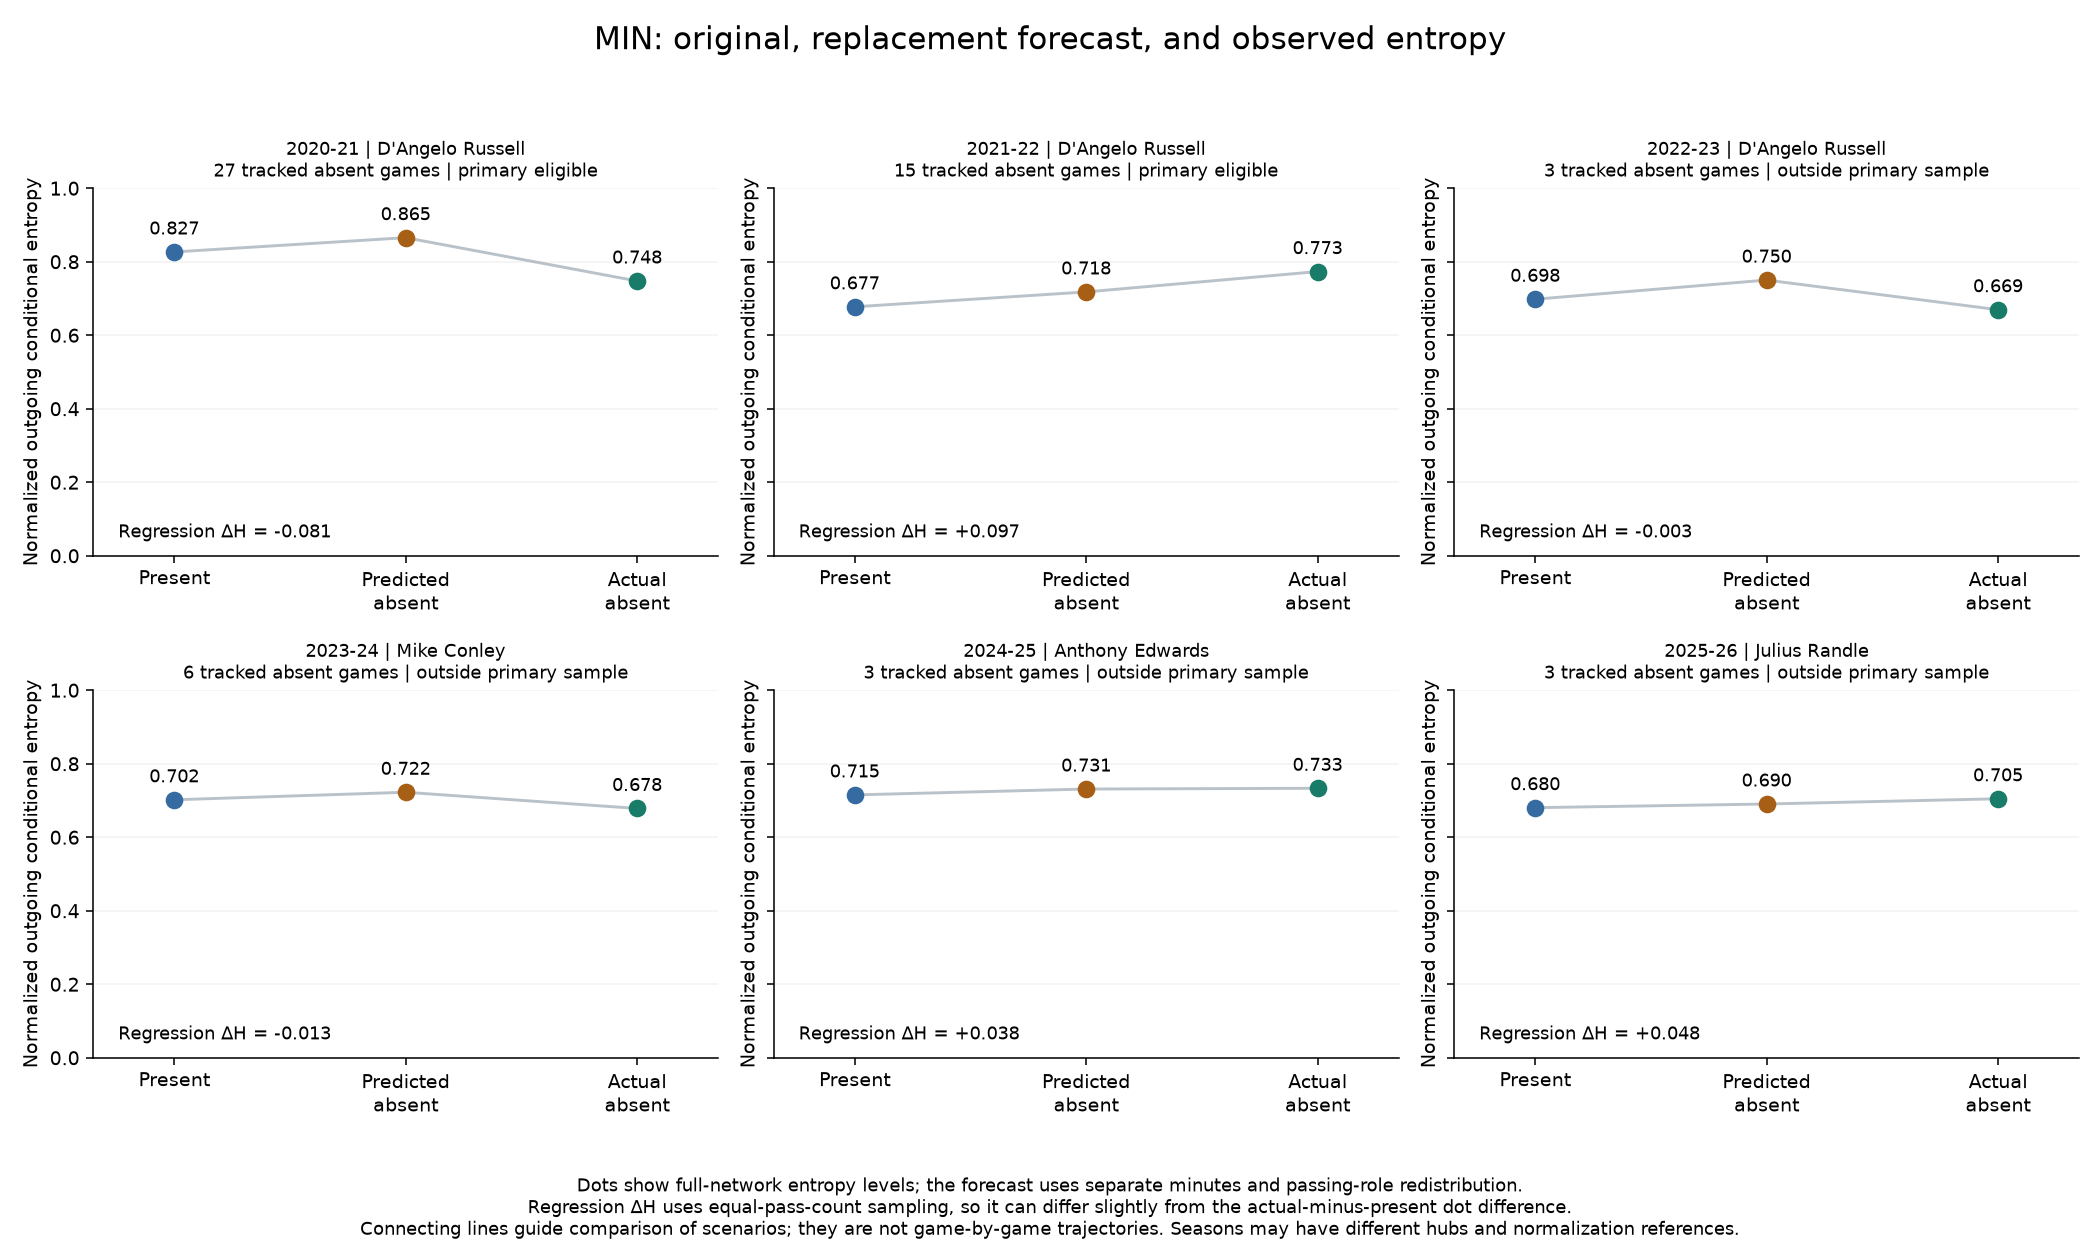 MIN: original, replacement forecast, and observed entropy
2020-21 | D'Angelo Russell
27 tracked absent games | primary eligible
Normalized outgoing conditional entropy
1.0
0.8
0.6
0.4
0.2
0.0
0.827
0.865
0.748
Regression ΔH = -0.081
Present
Predicted
absent
Actual
absent
2021-22 | D'Angelo Russell
15 tracked absent games | primary eligible
Normalized outgoing conditional entropy
0.677
0.718
0.773
Regression ΔH = +0.097
Present
Predicted
absent
Actual
absent
2022-23 | D'Angelo Russell
3 tracked absent games | outside primary sample
Normalized outgoing conditional entropy
0.698
0.750
0.669
Regression ΔH = -0.003
Present
Predicted
absent
Actual
absent
2023-24 | Mike Conley
6 tracked absent games | outside primary sample
Normalized outgoing conditional entropy
1.0
0.8
0.6
0.4
0.2
0.0
0.702
0.722
0.678
Regression ΔH = -0.013
Present
Predicted
absent
Actual
absent
2024-25 | Anthony Edwards
3 tracked absent games | outside primary sample
Normalized outgoing conditional entropy
0.715
0.731
0.733
Regression ΔH = +0.038
Present
Predicted
absent
Actual
absent
2025-26 | Julius Randle
3 tracked absent games | outside primary sample
Normalized outgoing conditional entropy
0.680
0.690
0.705
Regression ΔH = +0.048
Present
Predicted
absent
Actual
absent
Dots show full-network entropy levels; the forecast uses separate minutes and passing-role redistribution.
Regression ΔH uses equal-pass-count sampling, so it can differ slightly from the actual-minus-present dot difference.
Connecting lines guide comparison of scenarios; they are not game-by-game trajectories. Seasons may have different hubs and normalization references.